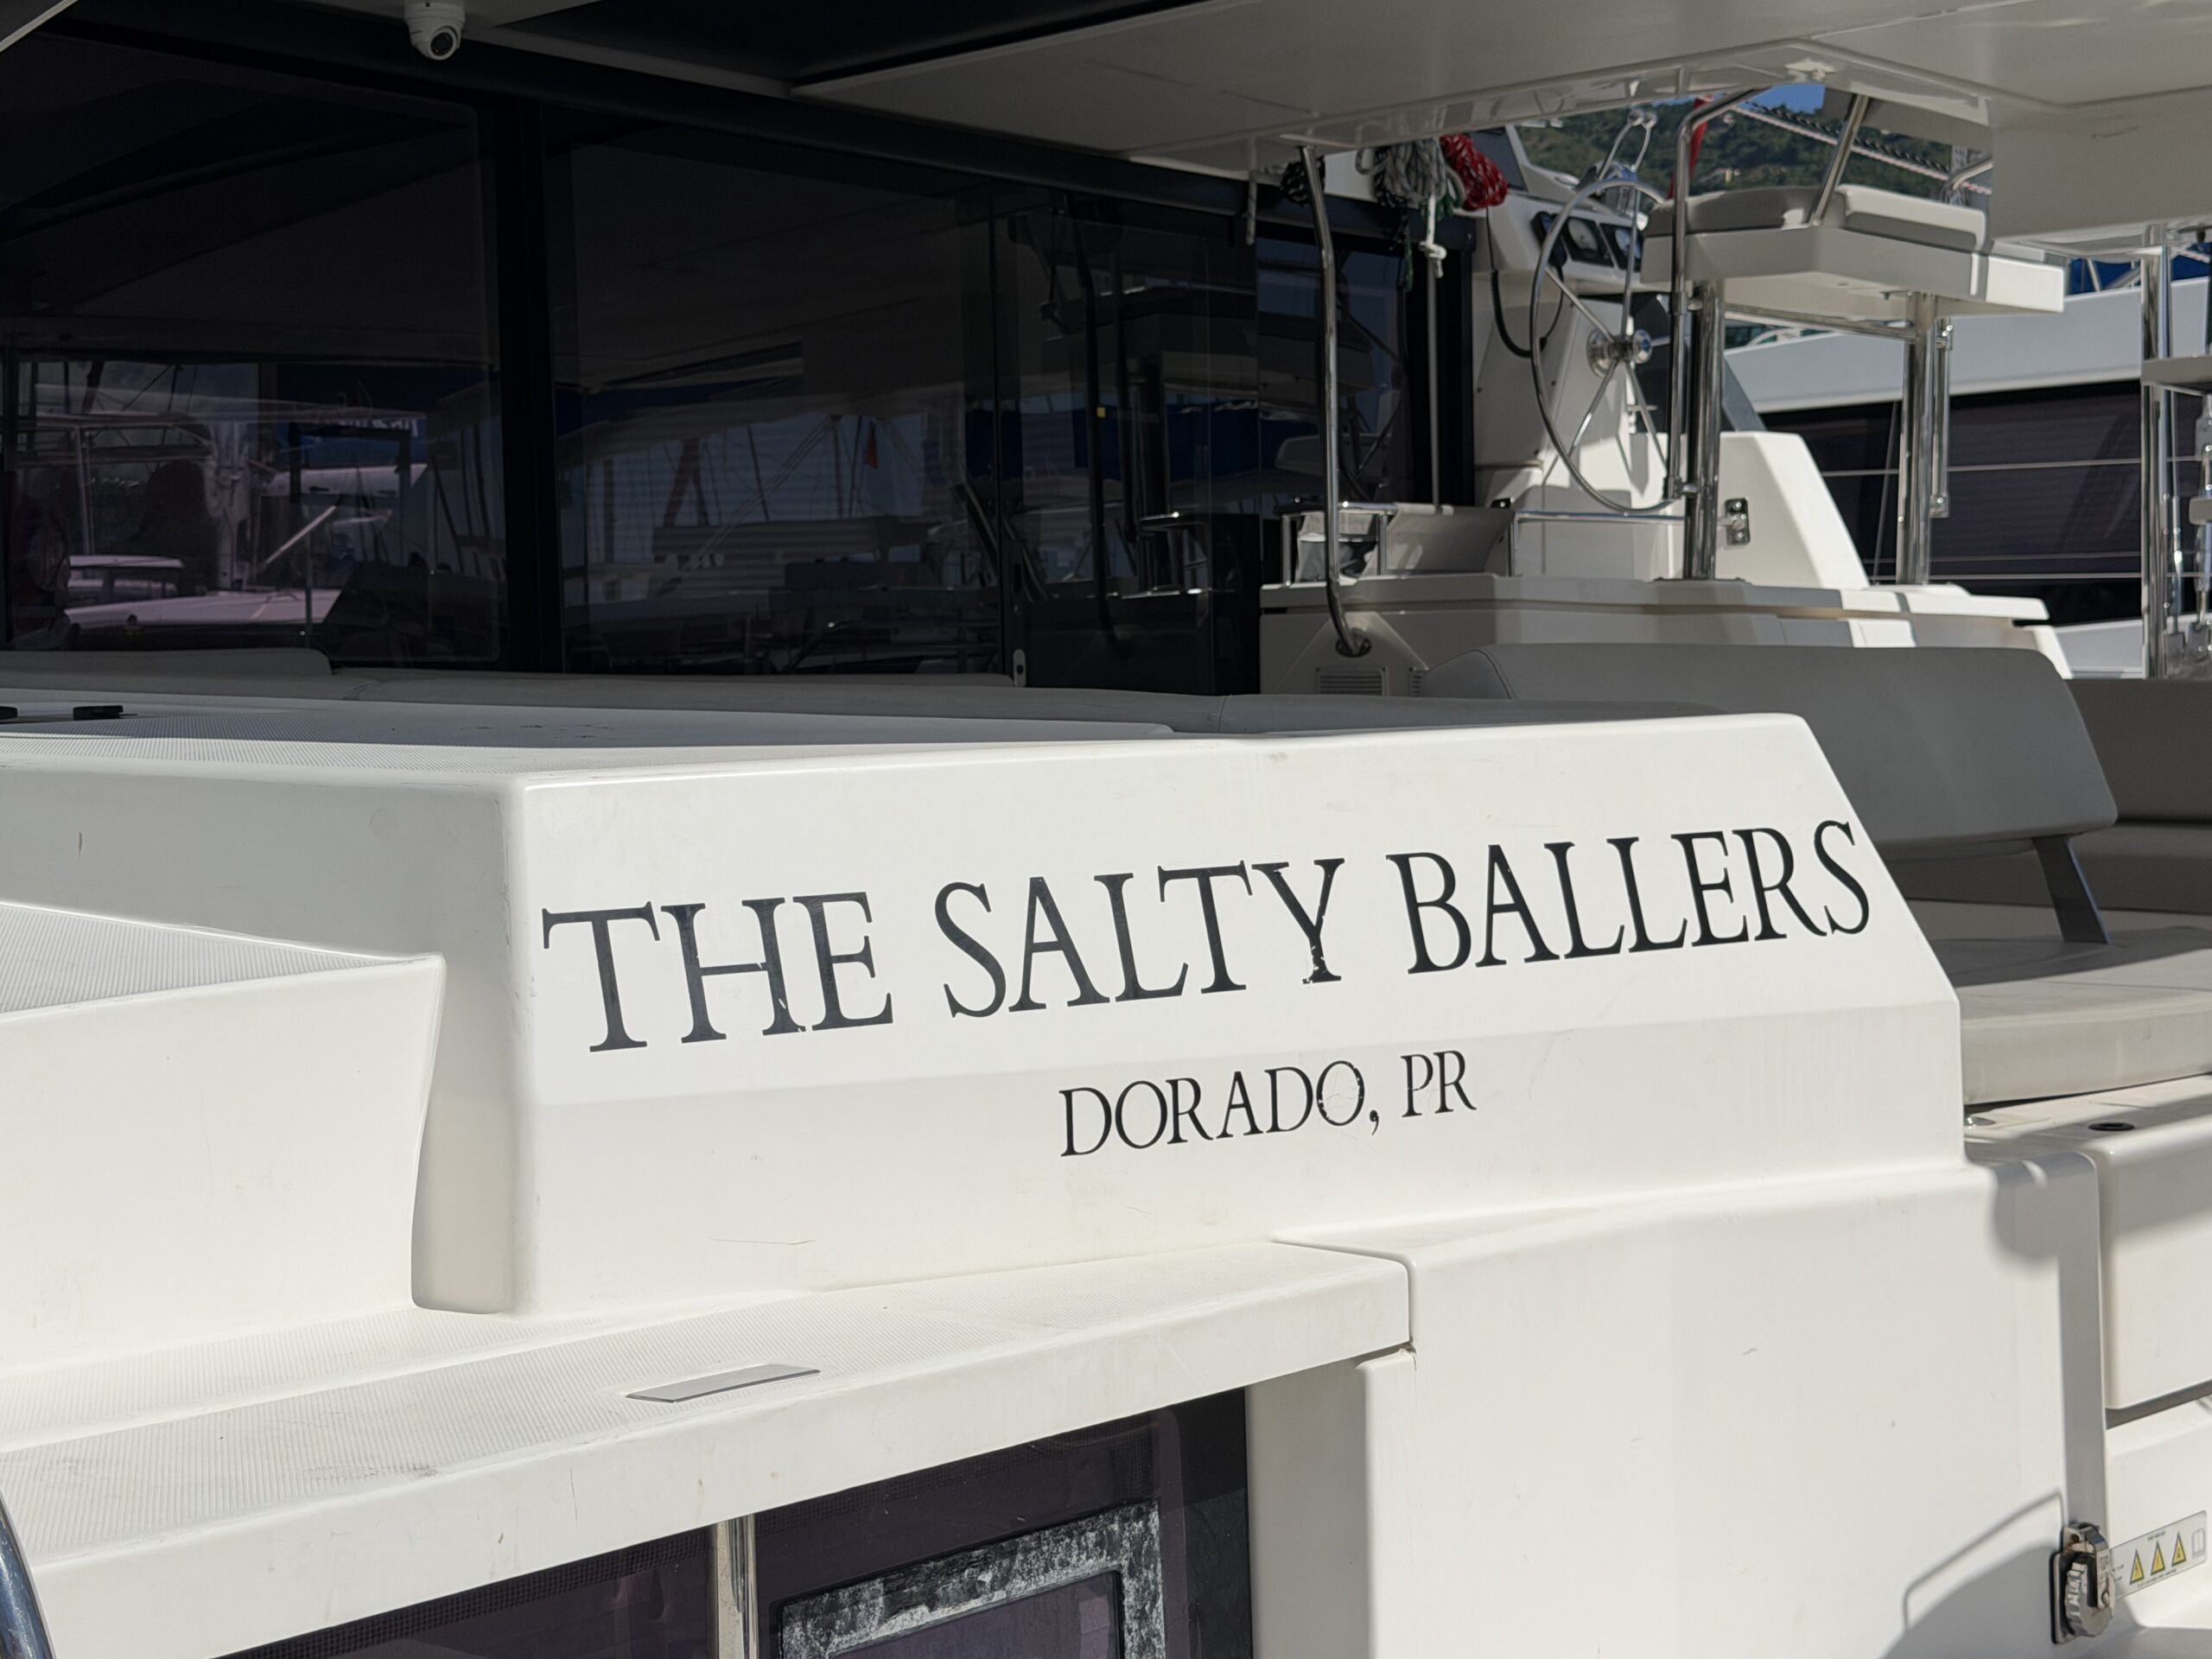 THE SALTY BALLERS
DORADO, PR